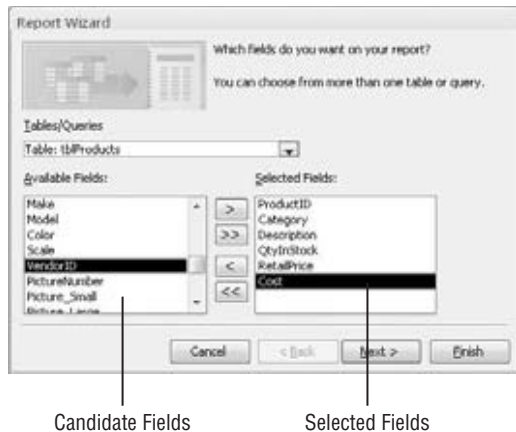 Report Wizard
Which fields do you want on your report?
You can choose from more than one table or query.
Tables/Queries
Table: tblProducts
Available Fields:
Make
Model
Color
Scale
VendorID
PictureNumber
Picture_Small
Picture_Large
>
>>
<
<<
Selected Fields:
ProductID
Category
Description
QtyInStock
RetailPrice
Cost
Cancel
< Back
Next >
Finish
Candidate Fields
Selected Fields